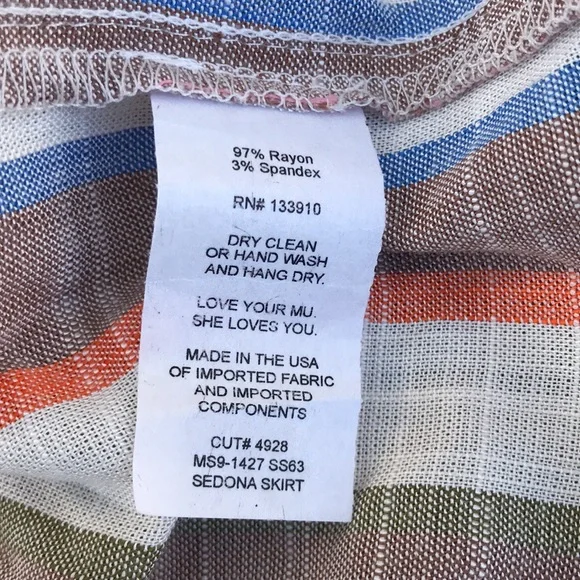 97% Rayon
3% Spandex
RN# 133910
DRY CLEAN
OR HAND WASH
AND HANG DRY.
LOVE YOUR MU.
SHE LOVES YOU.
MADE IN THE USA
OF IMPORTED FABRIC
AND IMPORTED
COMPONENTS
CUT# 4928
MS9-1427 SS63
SEDONA SKIRT